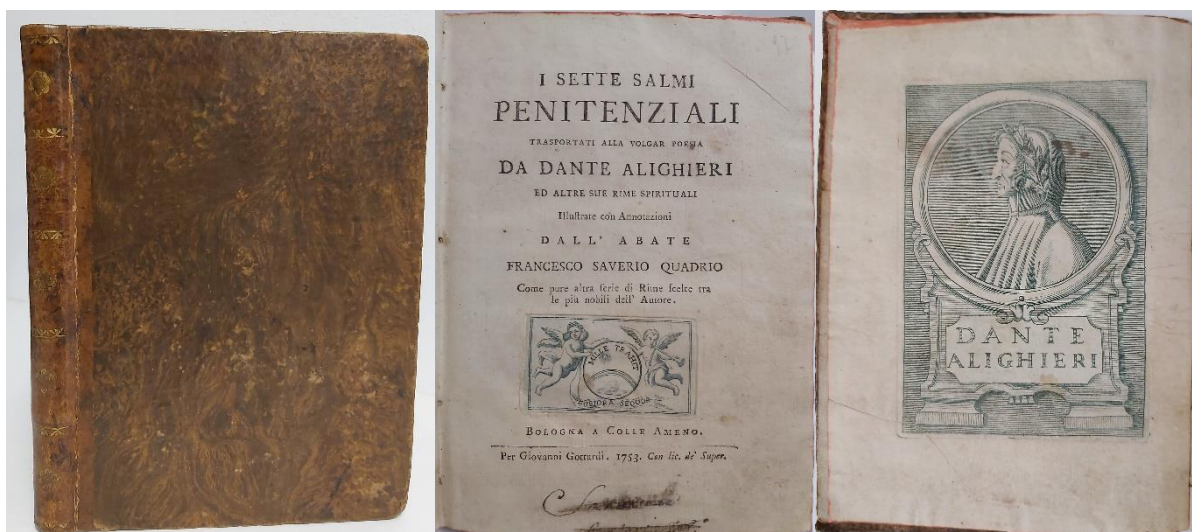 I SETTE SALMI
PENITENZIALI
TRASPORTATI ALLA VOLGAR POESIA
DA DANTE ALIGHIERI
ED ALTRE SUE RIME SPIRITUALI
Illustrate con Annotazioni
DALL' ABATE
FRANCESCO SAVERIO QUADRIO
Come pure altra serie di Rime scelte tra
le più nobili dell' Autore.
MILLE TRAHIT
BOLOGNA A COLLE AMENO.
Per Giovanni Gottardi. 1753. Con lic. de' Super.
DANTE
ALIGHIERI